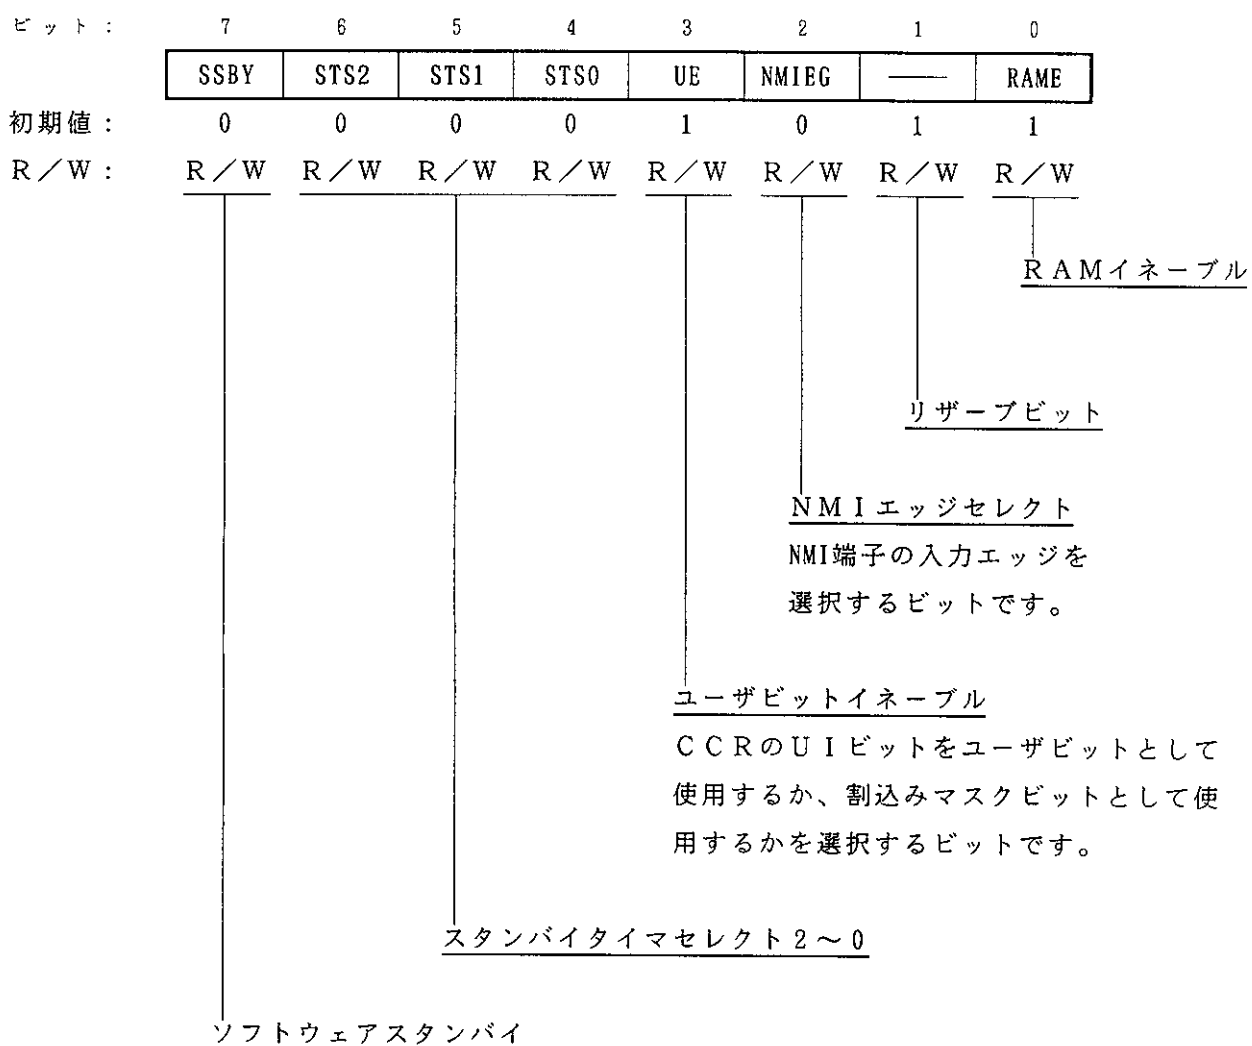 ビット： 7 6 5 4 3 2 1 0
SSBY STS2 STS1 STS0 UE NMIEG ── RAME
初期値： 0 0 0 0 1 0 1 1
R／W： R／W R／W R／W R／W R／W R／W R／W R／W
RAMイネーブル
リザーブビット
NMIエッジセレクト
NMI端子の入力エッジを
選択するビットです。
ユーザビットイネーブル
CCRのUIビットをユーザビットとして
使用するか、割込みマスクビットとして使
用するかを選択するビットです。
スタンバイタイマセレクト2～0
ソフトウェアスタンバイ